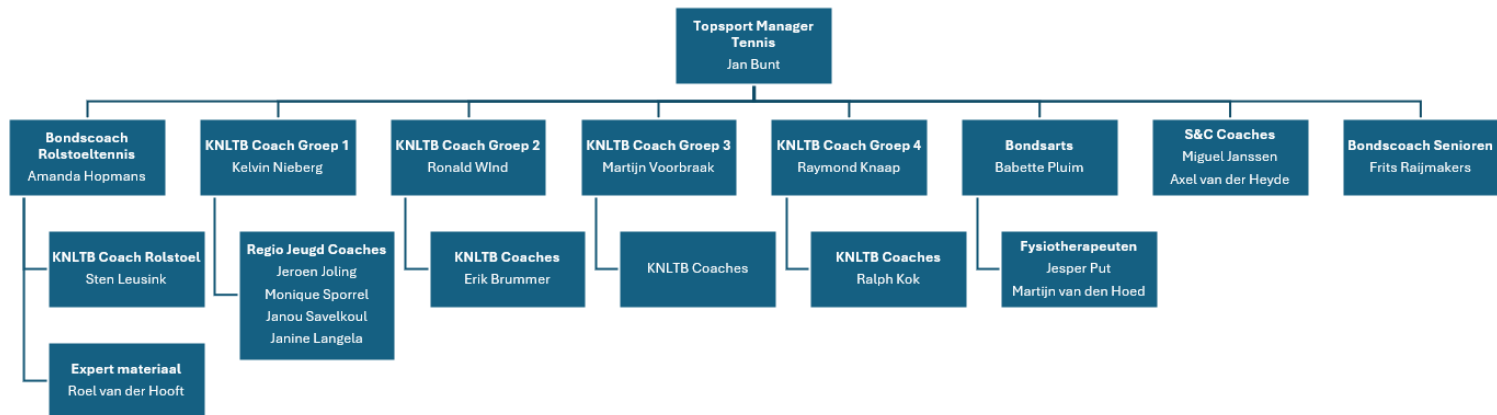 Topsport Manager
Tennis
Jan Bunt
Bondscoach
Rolstoeltennis
Amanda Hopmans
KNLTB Coach Groep 1
Kelvin Nieberg
KNLTB Coach Groep 2
Ronald WInd
KNLTB Coach Groep 3
Martijn Voorbraak
KNLTB Coach Groep 4
Raymond Knaap
Bondsarts
Babette Pluim
S&C Coaches
Miguel Janssen
Axel van der Heyde
Bondscoach Senioren
Frits Raijmakers
KNLTB Coach Rolstoel
Sten Leusink
Regio Jeugd Coaches
Jeroen Joling
Monique Sporrel
Janou Savelkoul
Janine Langela
KNLTB Coaches
Erik Brummer
KNLTB Coaches
KNLTB Coaches
Ralph Kok
Fysiotherapeuten
Jesper Put
Martijn van den Hoed
Expert materiaal
Roel van der Hooft